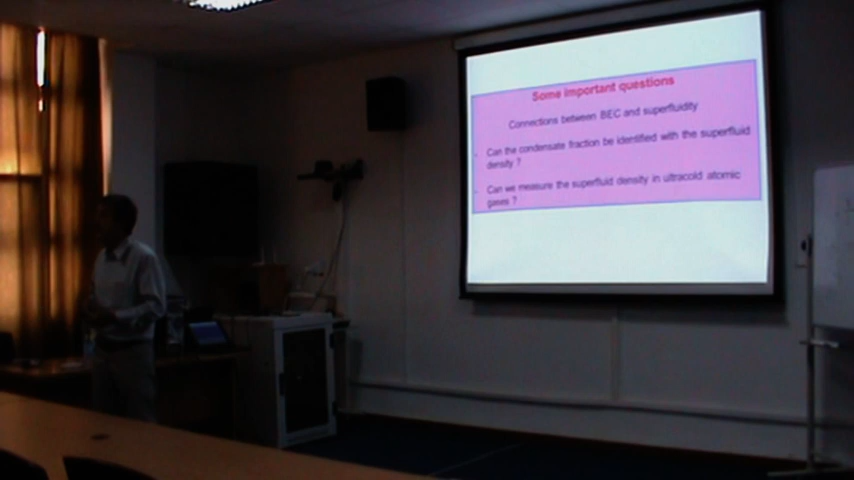 Some important questions
Connections between BEC and superfluidity
- Can the condensate fraction be identified with the superfluid
density ?
- Can we measure the superfluid density in ultracold atomic
gases ?